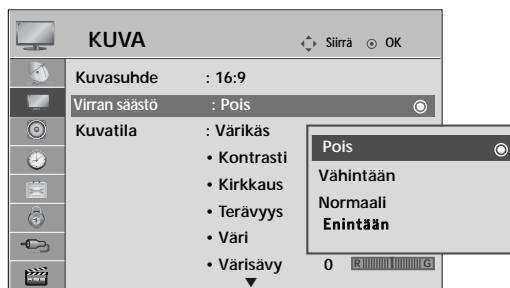 KUVA Siirrä OK
Kuvasuhde : 16:9
Virran säästö : Pois
Kuvatila : Värikäs
• Kontrasti
• Kirkkaus
• Terävyys
• Väri
• Värisävy 0 R G
Pois
Vähintään
Normaali
Enintään